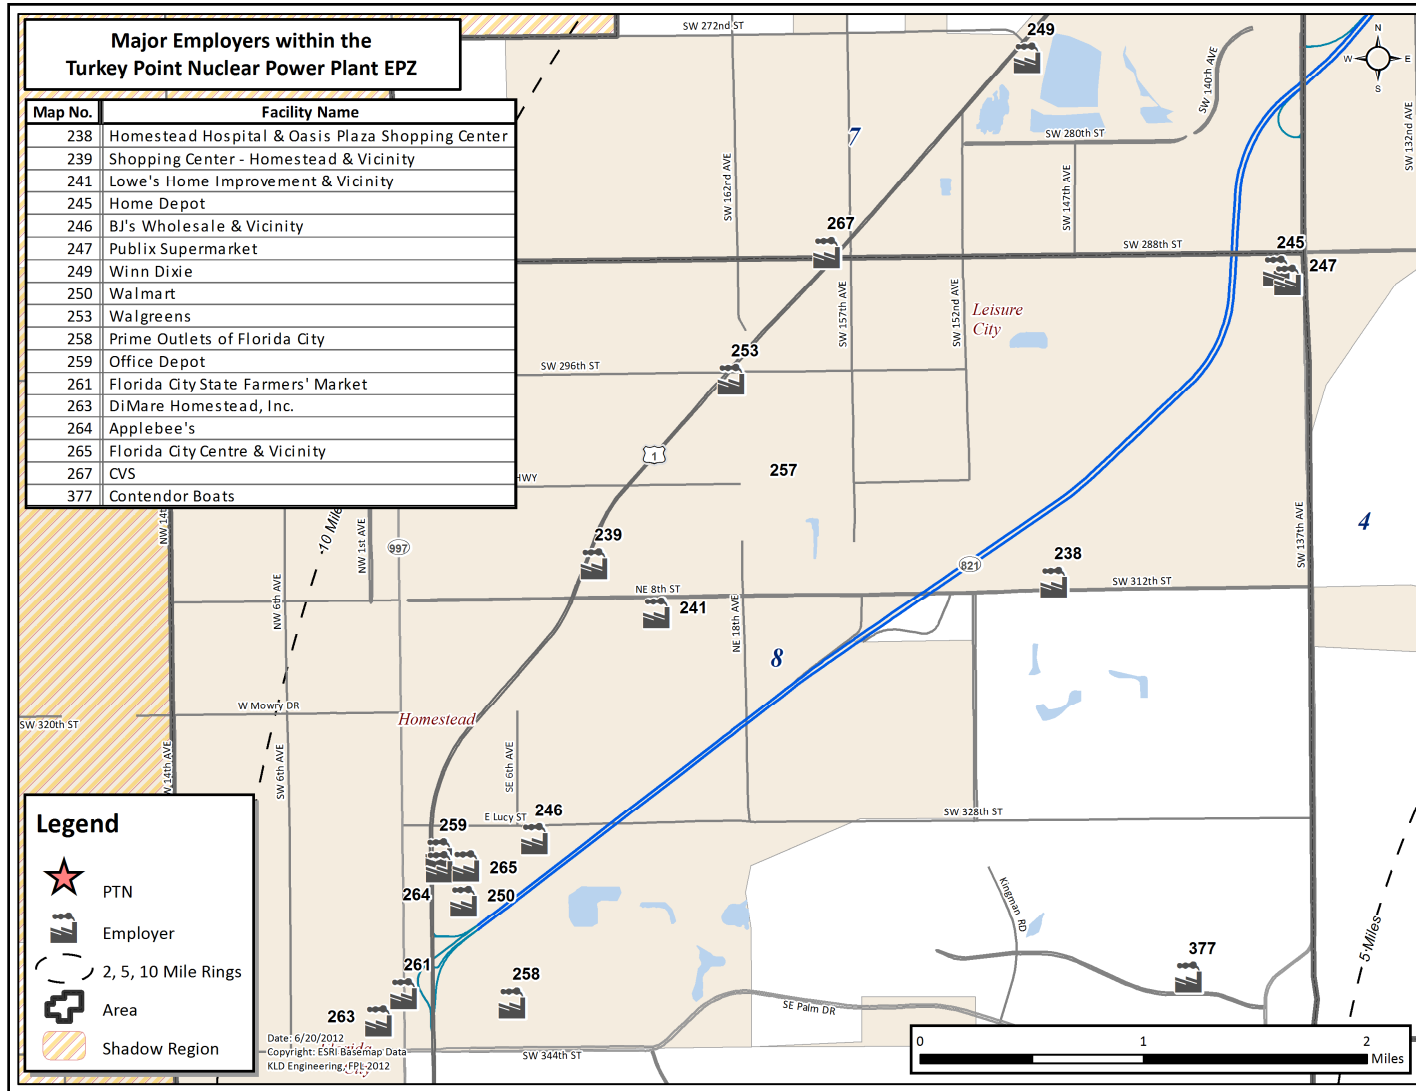 Major Employers within the
Turkey Point Nuclear Power Plant EPZ
Map No. Facility Name
238 Homestead Hospital & Oasis Plaza Shopping Center
239 Shopping Center - Homestead & Vicinity
241 Lowe's Home Improvement & Vicinity
245 Home Depot
246 BJ's Wholesale & Vicinity
247 Publix Supermarket
249 Winn Dixie
250 Walmart
253 Walgreens
258 Prime Outlets of Florida City
259 Office Depot
261 Florida City State Farmers' Market
263 DiMare Homestead, Inc.
264 Applebee's
265 Florida City Centre & Vicinity
267 CVS
377 Contendor Boats
SW 272nd ST
249
N
W E
S
SW 140th AVE
SW 132nd AVE
7
SW 280th ST
SW 162nd AVE
SW 147th AVE
267
SW 288th ST
245
247
SW 157th AVE
SW 152nd AVE
Leisure
City
253
SW 296th ST
1
257
HWY
4
10 Mile
NW 1st AVE
997
239
SW 137th AVE
821
238
SW 312th ST
NE 8th ST
241
NW 6th AVE
NE 18th AVE
8
W Mowry DR
Homestead
SW 320th ST
SW 6th AVE
SE 6th AVE
246
E Lucy ST
SW 328th ST
259
265
264
250
Kingman RD
5 Miles
377
261
258
263
SE Palm DR
SW 344th ST
Legend
PTN
Employer
2, 5, 10 Mile Rings
Area
Shadow Region
Date: 6/20/2012
Copyright: ESRI Basemap Data
KLD Engineering, FPL 2012
City
0 1 2
Miles